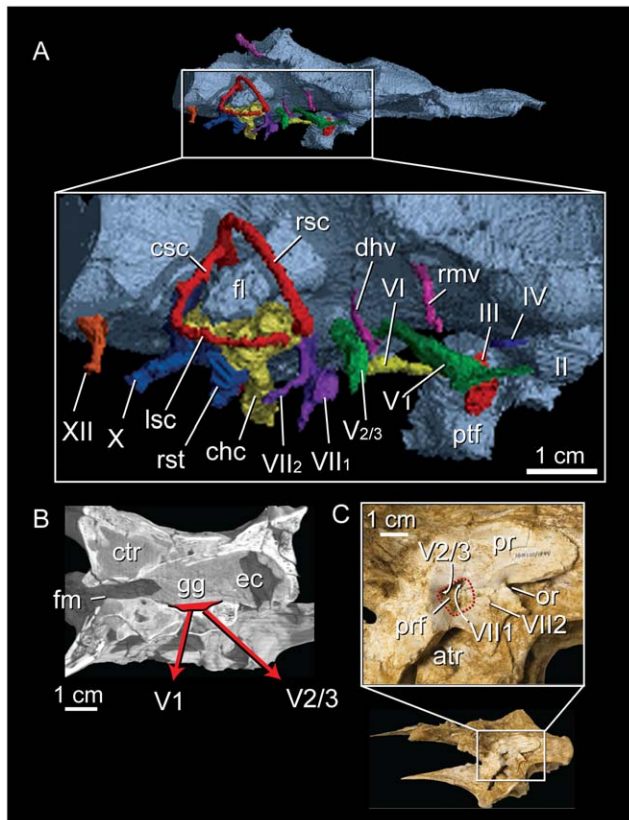 A
rsc
csc
dhv
rmv
fl
VI
IV
III
II
V1
XII
X
lsc
rst
chc
VII2
VII1
V2/3
ptf
1 cm
B
ctr
fm
gg
ec
1 cm
V1
V2/3
C
1 cm
V2/3
pr
prf
or
VII1
VII2
atr